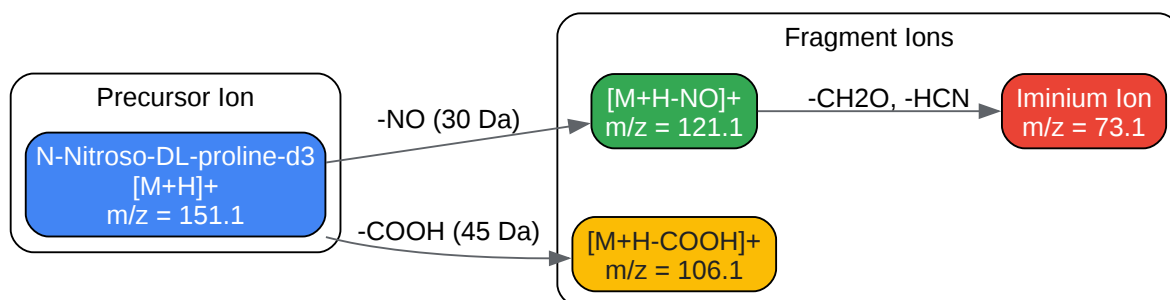 Precursor Ion
N-Nitroso-DL-proline-d3
[M+H]+
m/z = 151.1
-NO (30 Da)
-COOH (45 Da)
Fragment Ions
[M+H-NO]+
m/z = 121.1
-CH2O, -HCN
Iminium Ion
m/z = 73.1
[M+H-COOH]+
m/z = 106.1